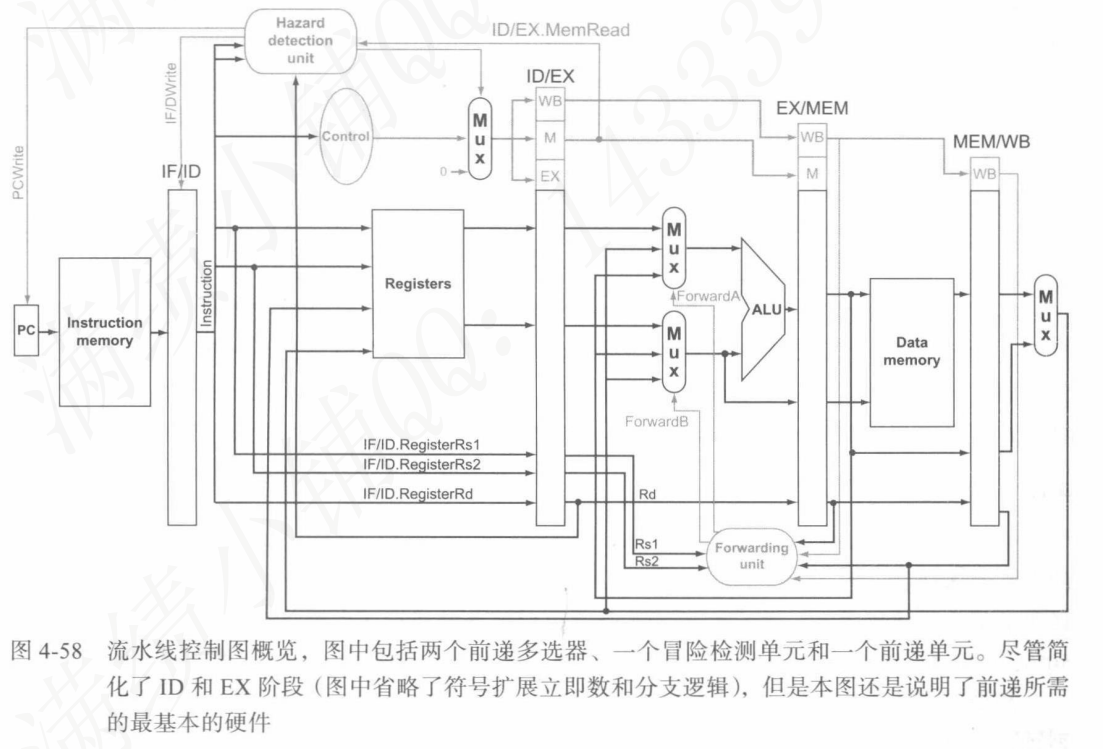 Hazard
detection
unit
ID/EX.MemRead
ID/EX
WB
EX/MEM
PCWrite
IF/DWrite
Control
Mux
M
WB
MEM/WB
0
EX
M
WB
IF/ID
Mux
Registers
Instruction
ForwardA
ALU
PC
Instruction
memory
Mux
Data
memory
Mux
ForwardB
IF/ID.RegisterRs1
IF/ID.RegisterRs2
IF/ID.RegisterRd
Rd
Rs1
Rs2
Forwarding
unit
图 4-58 流水线控制图概览，图中包括两个前递多选器、一个冒险检测单元和一个前递单元。尽管简
化了 ID 和 EX 阶段（图中省略了符号扩展立即数和分支逻辑），但是本图还是说明了前递所需
的最基本的硬件